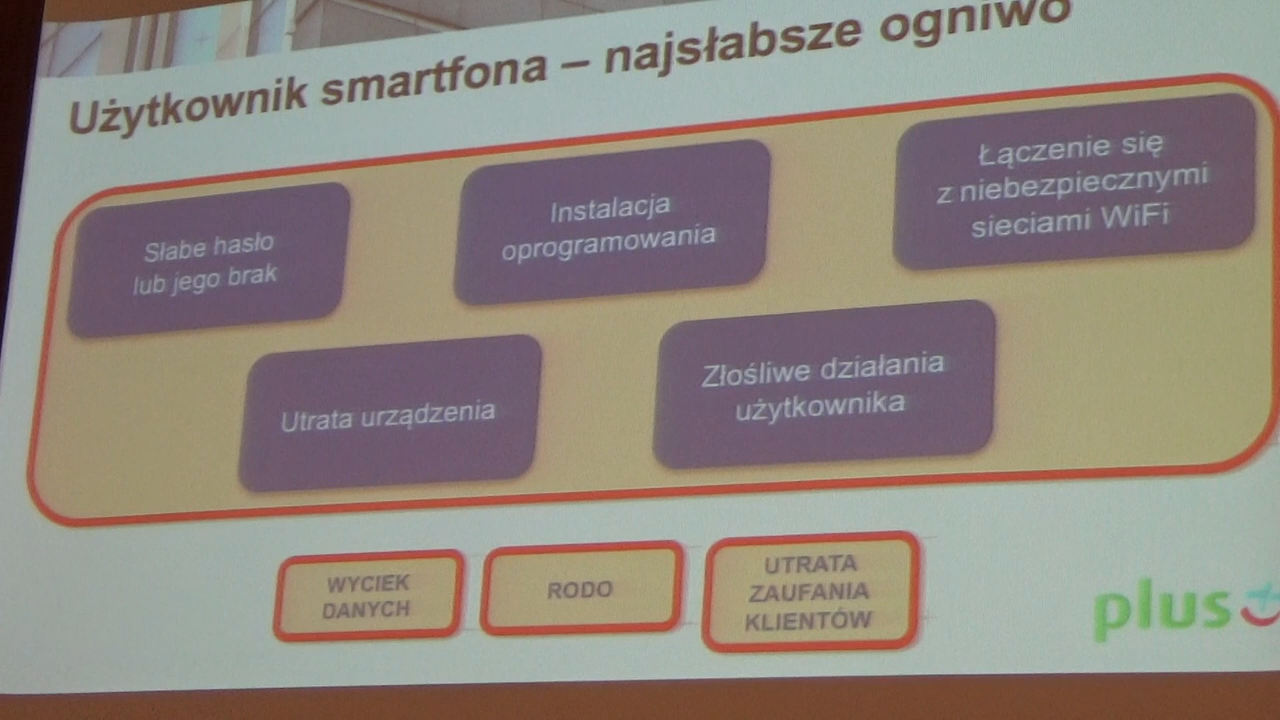 Użytkownik smartfona – najsłabsze ogniwo
Słabe hasło
lub jego brak
Instalacja
oprogramowania
Łączenie się
z niebezpiecznymi
sieciami WiFi
Utrata urządzenia
Złośliwe działania
użytkownika
WYCIEK
DANYCH
RODO
UTRATA
ZAUFANIA
KLIENTÓW
plus